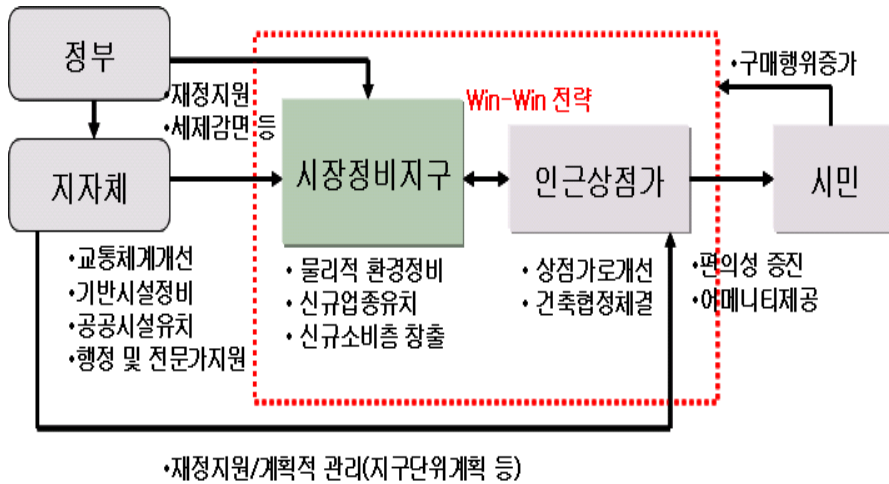 정부
•재정지원
•세제감면 등
지자체
•교통체계개선
•기반시설정비
•공공시설유치
•행정 및 전문가지원
Win-Win 전략
시장정비지구
•물리적 환경정비
•신규업종유치
•신규소비층 창출
인근상점가
•상점가로개선
•건축협정체결
•구매행위증가
시민
•편의성 증진
•어메니티제공
•재정지원/계획적 관리(지구단위계획 등)